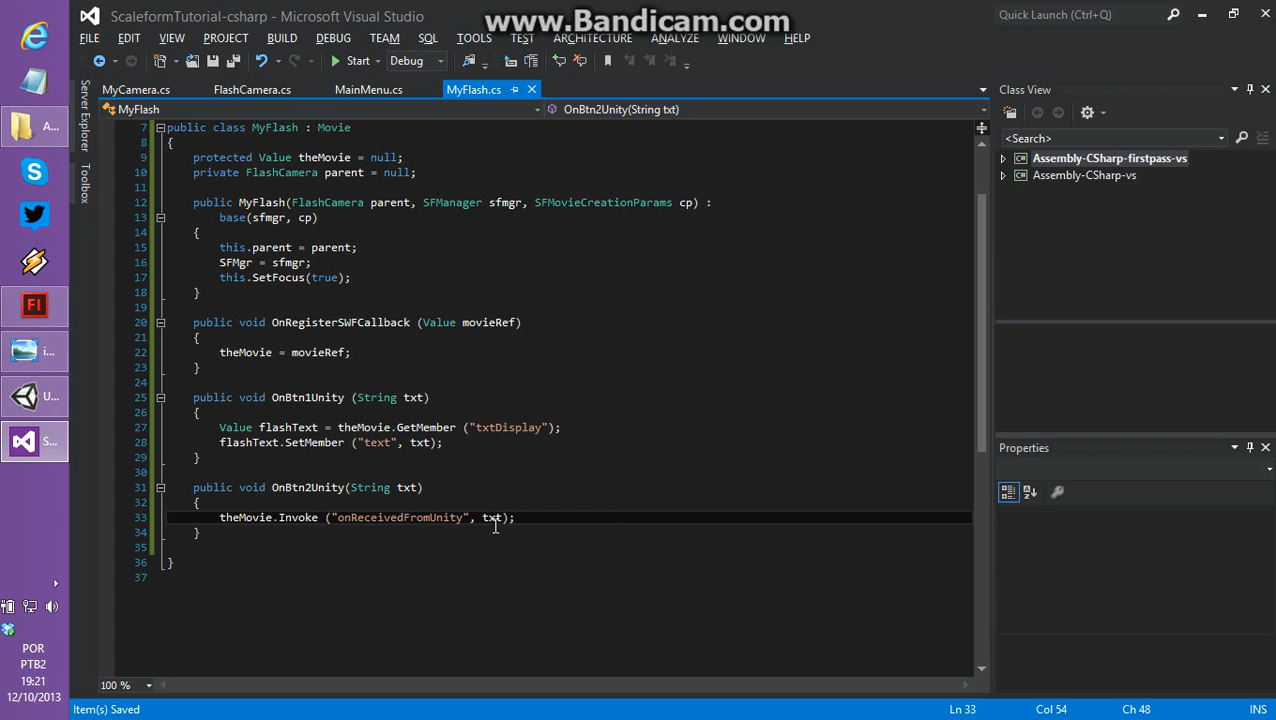 ScaleformTutorial-csharp - Microsoft Visual Studio
www.Bandicam.com
Quick Launch (Ctrl+Q)
FILE EDIT VIEW PROJECT BUILD DEBUG TEAM SQL TOOLS TEST ARCHITECTURE ANALYZE WINDOW HELP
Start Debug
MyCamera.cs FlashCamera.cs MainMenu.cs MyFlash.cs
MyFlash OnBtn2Unity(String txt)
Server Explorer
Toolbox
7 public class MyFlash : Movie
8 {
9 protected Value theMovie = null;
10 private FlashCamera parent = null;
11
12 public MyFlash(FlashCamera parent, SFManager sfmgr, SFMovieCreationParams cp) :
13 base(sfmgr, cp)
14 {
15 this.parent = parent;
16 SFMgr = sfmgr;
17 this.SetFocus(true);
18 }
19
20 public void OnRegisterSWFCallback (Value movieRef)
21 {
22 theMovie = movieRef;
23 }
24
25 public void OnBtn1Unity (String txt)
26 {
27 Value flashText = theMovie.GetMember ("txtDisplay");
28 flashText.SetMember ("text", txt);
29 }
30
31 public void OnBtn2Unity(String txt)
32 {
33 theMovie.Invoke ("onReceivedFromUnity", txt);
34 }
35
36 }
37
100 %
Class View
<Search>
Assembly-CSharp-firstpass-vs
Assembly-CSharp-vs
Properties
A...
Fl
i...
U...
S...
POR
PTB2
19:21
12/10/2013
Item(s) Saved
Ln 33 Col 54 Ch 48 INS